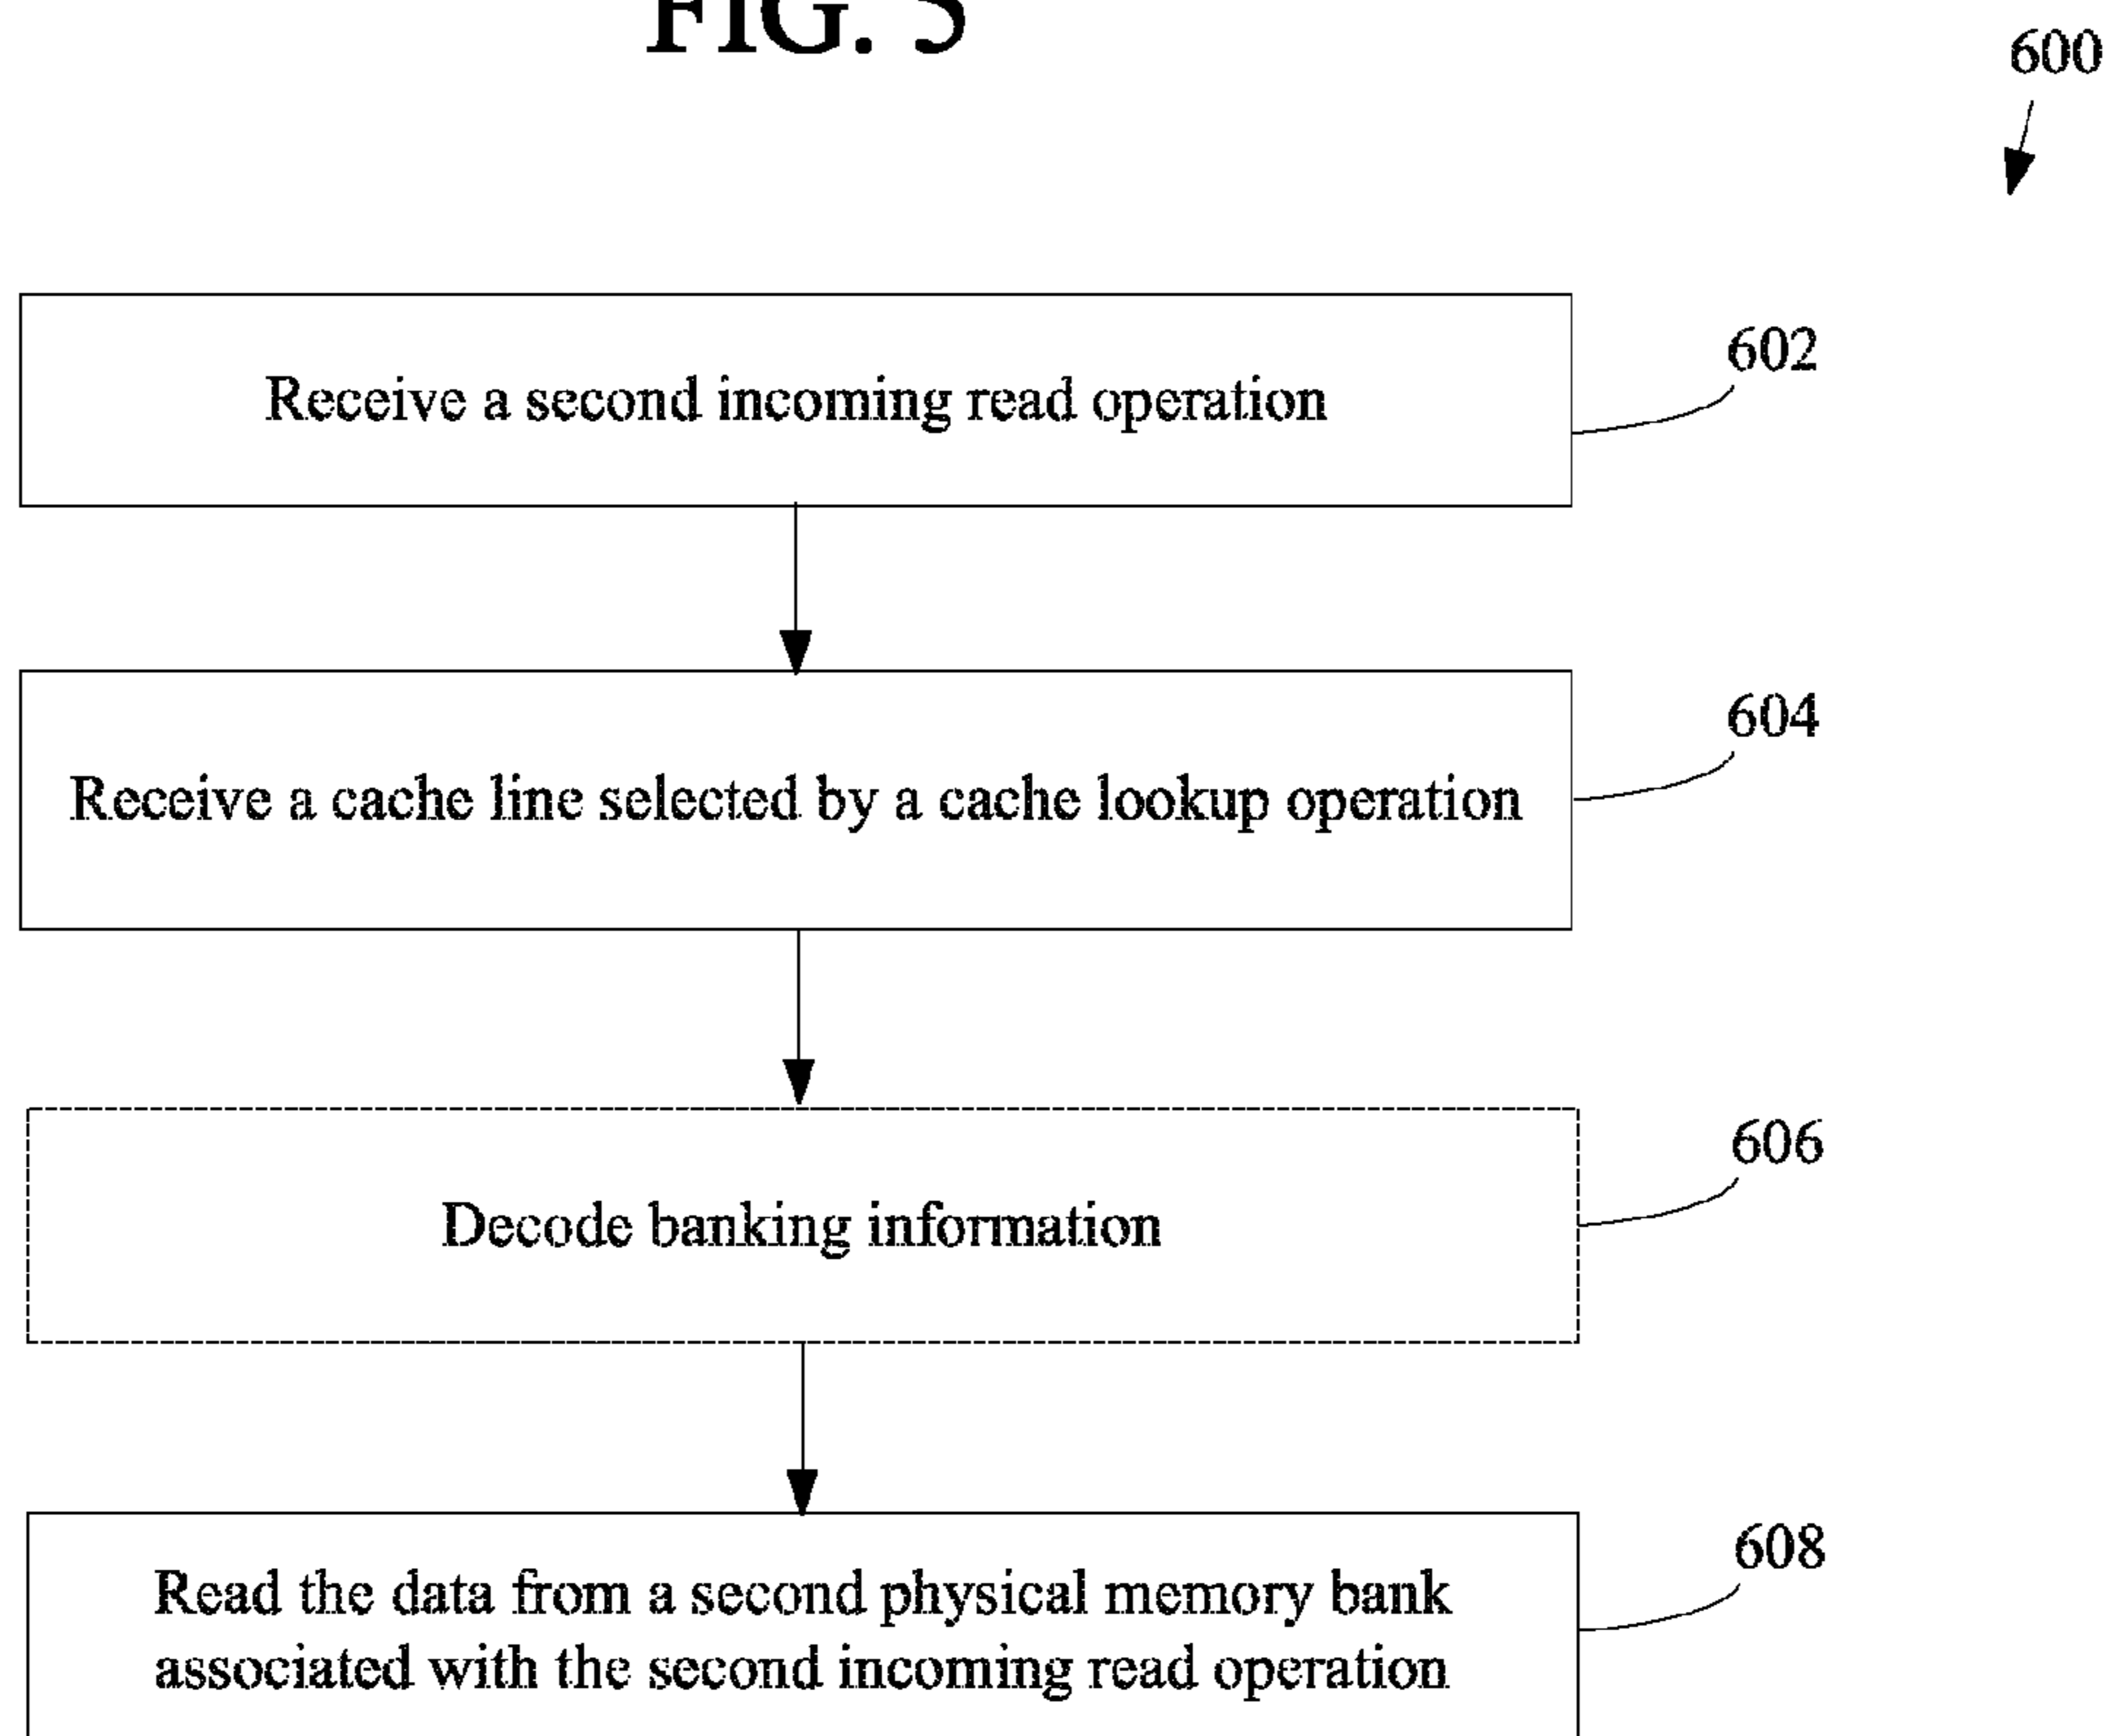 FIG. 5
600
Receive a second incoming read operation
602
Receive a cache line selected by a cache lookup operation
604
Decode banking information
606
Read the data from a second physical memory bank
associated with the second incoming read operation
608